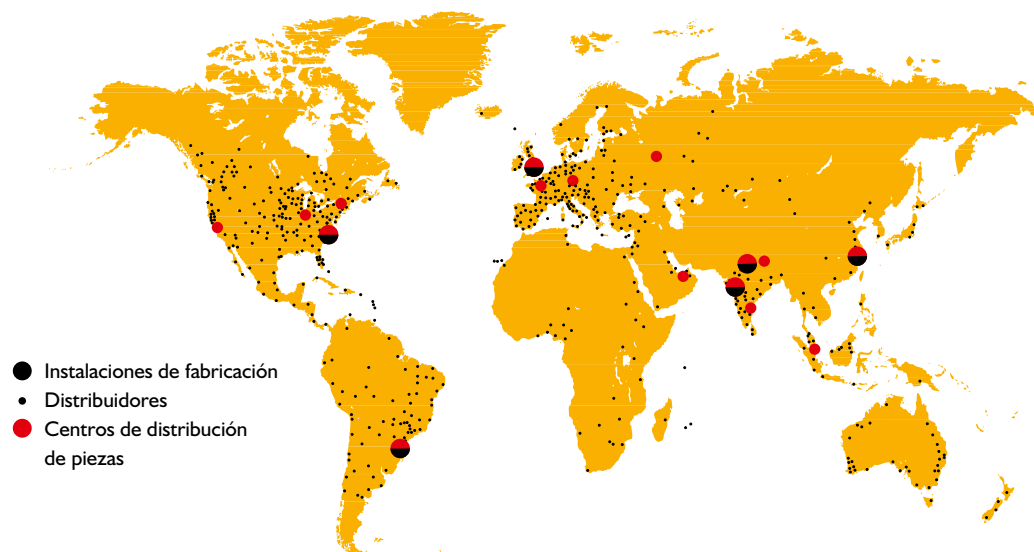 Instalaciones de fabricación
Distribuidores
Centros de distribución
de piezas